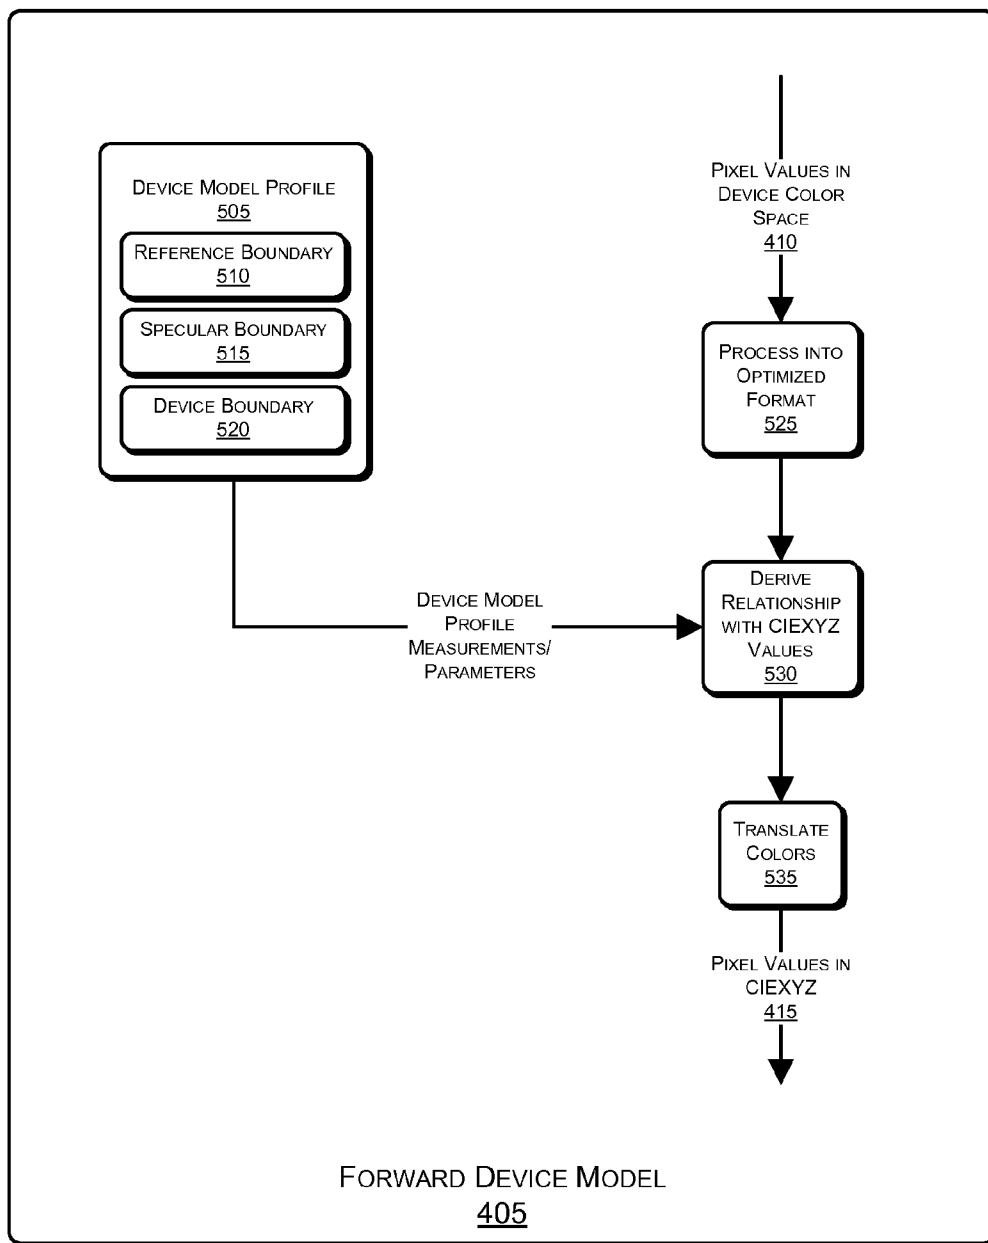 DEVICE MODEL PROFILE
505
REFERENCE BOUNDARY
510
SPECULAR BOUNDARY
515
DEVICE BOUNDARY
520
PIXEL VALUES IN
DEVICE COLOR
SPACE
410
PROCESS INTO
OPTIMIZED
FORMAT
525
DEVICE MODEL
PROFILE
MEASUREMENTS/
PARAMETERS
DERIVE
RELATIONSHIP
WITH CIEXYZ
VALUES
530
TRANSLATE
COLORS
535
PIXEL VALUES IN
CIEXYZ
415
FORWARD DEVICE MODEL
405